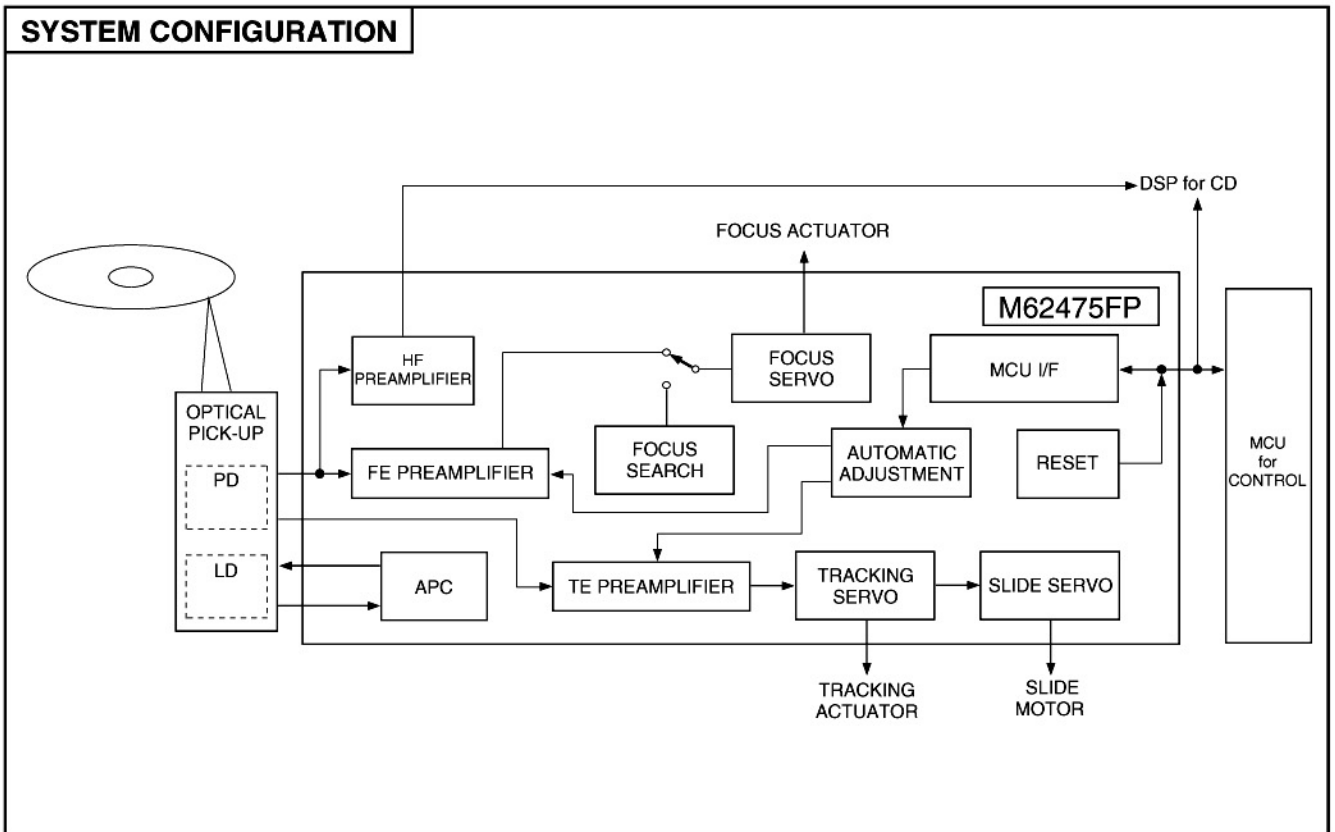 SYSTEM CONFIGURATION
DSP for CD
FOCUS ACTUATOR
M62475FP
HF
PREAMPLIFIER
FOCUS
SERVO
MCU I/F
OPTICAL
PICK-UP
PD
LD
FE PREAMPLIFIER
FOCUS
SEARCH
AUTOMATIC
ADJUSTMENT
RESET
MCU
for
CONTROL
APC
TE PREAMPLIFIER
TRACKING
SERVO
SLIDE SERVO
TRACKING
ACTUATOR
SLIDE
MOTOR